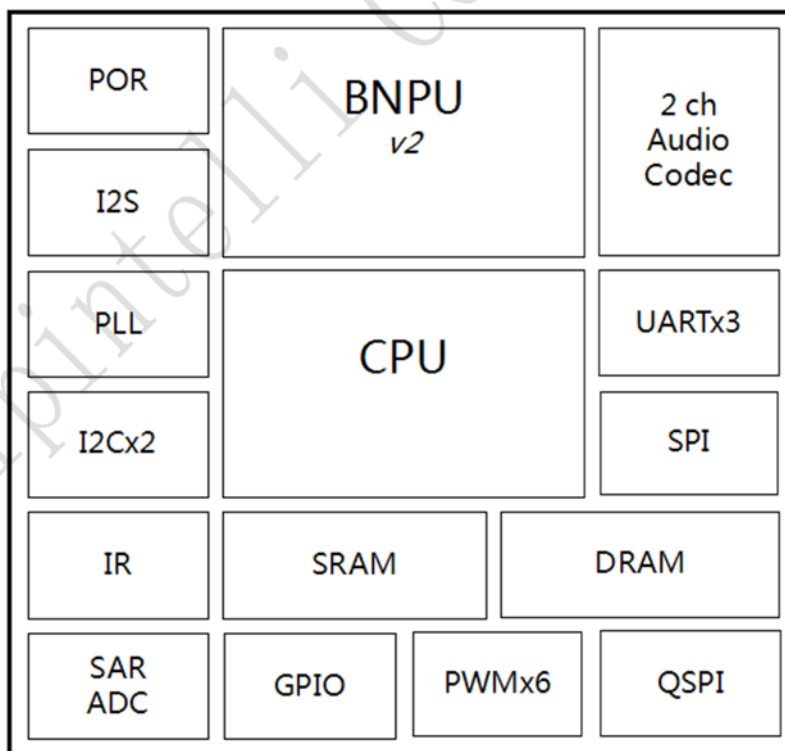 POR
BNPU
v2
2 ch
Audio
Codec
I2S
PLL
CPU
UARTx3
I2Cx2
SPI
IR
SRAM
DRAM
SAR
ADC
GPIO
PWMx6
QSPI